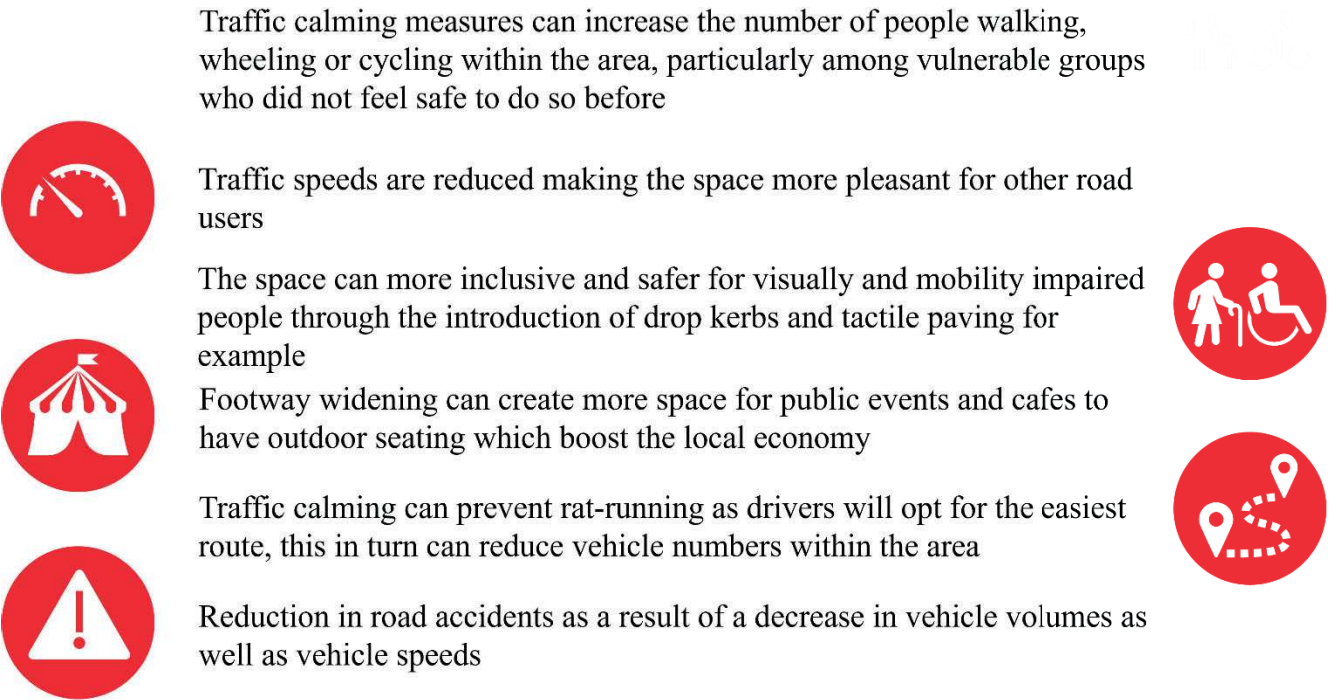 Traffic calming measures can increase the number of people walking,
wheeling or cycling within the area, particularly among vulnerable groups
who did not feel safe to do so before
Traffic speeds are reduced making the space more pleasant for other road
users
The space can more inclusive and safer for visually and mobility impaired
people through the introduction of drop kerbs and tactile paving for
example
Footway widening can create more space for public events and cafes to
have outdoor seating which boost the local economy
Traffic calming can prevent rat-running as drivers will opt for the easiest
route, this in turn can reduce vehicle numbers within the area
Reduction in road accidents as a result of a decrease in vehicle volumes as
well as vehicle speeds